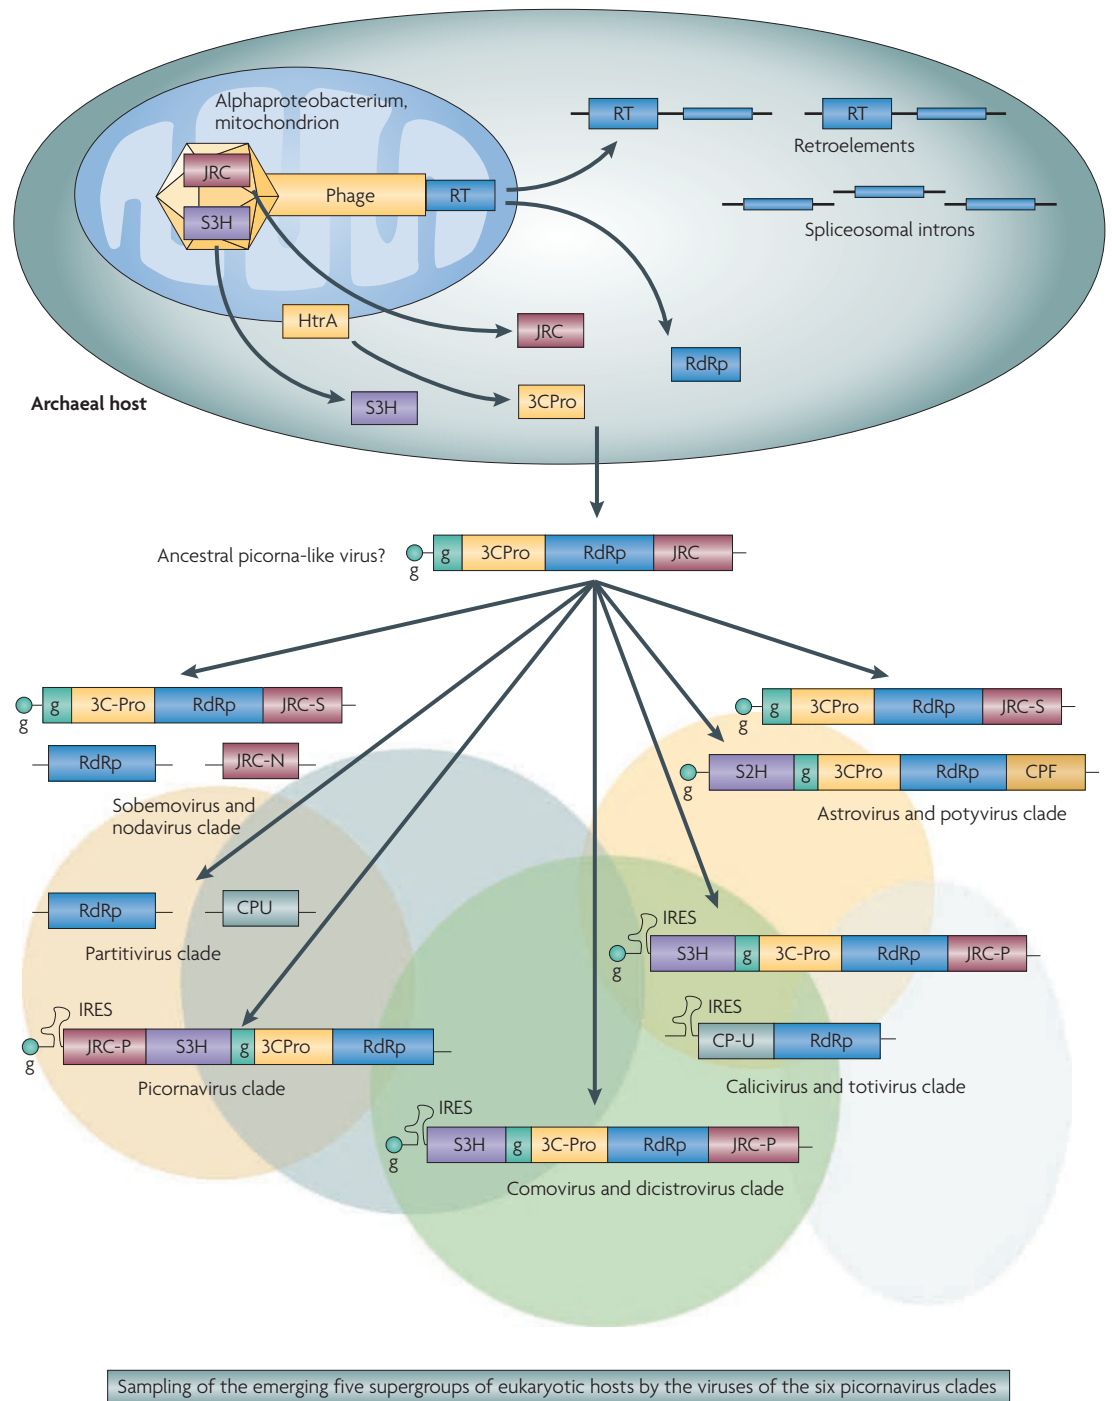 Alphaproteobacterium,
mitochondrion
JRC
S3H
Phage
RT
RT
RT
Retroelements
Spliceosomal introns
HtrA
JRC
RdRp
3CPro
S3H
Archaeal host
Ancestral picorna-like virus?
g
g
3CPro
RdRp
JRC
g
g
3C-Pro
RdRp
JRC-S
RdRp
JRC-N
Sobemovirus and
nodavirus clade
g
g
3CPro
RdRp
JRC-S
g
S2H
g
3CPro
RdRp
CPF
Astrovirus and potyvirus clade
RdRp
CPU
Partitivirus clade
IRES
g
S3H
g
3C-Pro
RdRp
JRC-P
IRES
CP-U
RdRp
Calicivirus and totivirus clade
IRES
g
JRC-P
S3H
g
3CPro
RdRp
Picornavirus clade
IRES
g
S3H
g
3C-Pro
RdRp
JRC-P
Comovirus and dicistrovirus clade
Sampling of the emerging five supergroups of eukaryotic hosts by the viruses of the six picornavirus clades